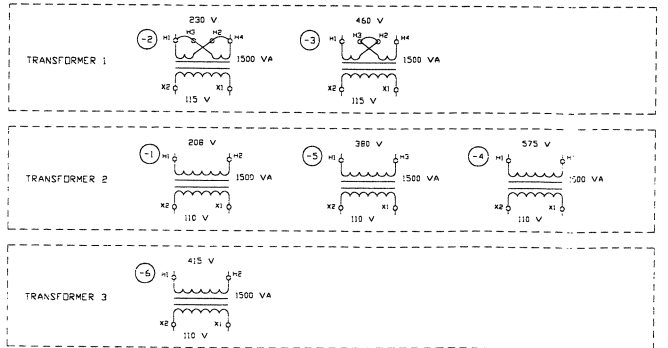 230 V
460 V
-2 H1 H3 H2 H4
-3 H1 H3 H2 H4
TRANSFORMER 1
1500 VA
1500 VA
X2 X1
X2 X1
115 V
115 V
208 V
380 V
575 V
-1 H1 H2
-5 H1 H3
-4 H1
TRANSFORMER 2
1500 VA
1500 VA
1500 VA
X2 X1
X2 X1
X2 X1
110 V
110 V
110 V
415 V
-6 H1 H2
TRANSFORMER 3
1500 VA
X2 X1
110 V